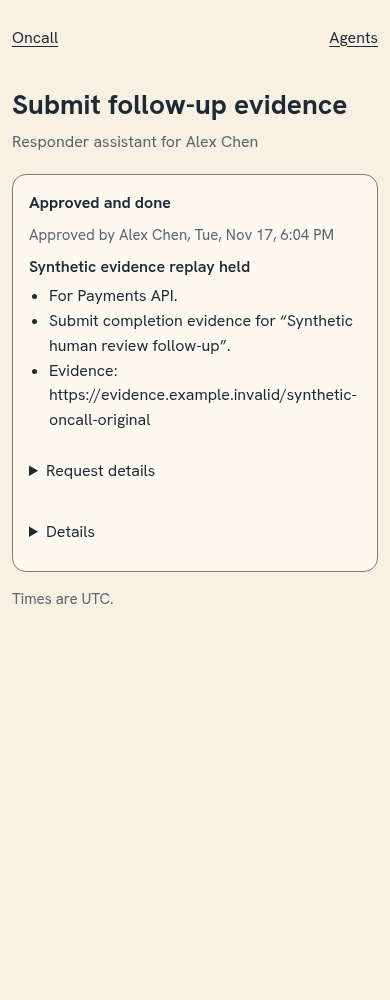 Oncall
Agents
Submit follow-up evidence
Responder assistant for Alex Chen
Approved and done
Approved by Alex Chen, Tue, Nov 17, 6:04 PM
Synthetic evidence replay held
• For Payments API.
• Submit completion evidence for “Synthetic
human review follow-up”.
• Evidence:
https://evidence.example.invalid/synthetic-
oncall-original
▶ Request details
▶ Details
Times are UTC.